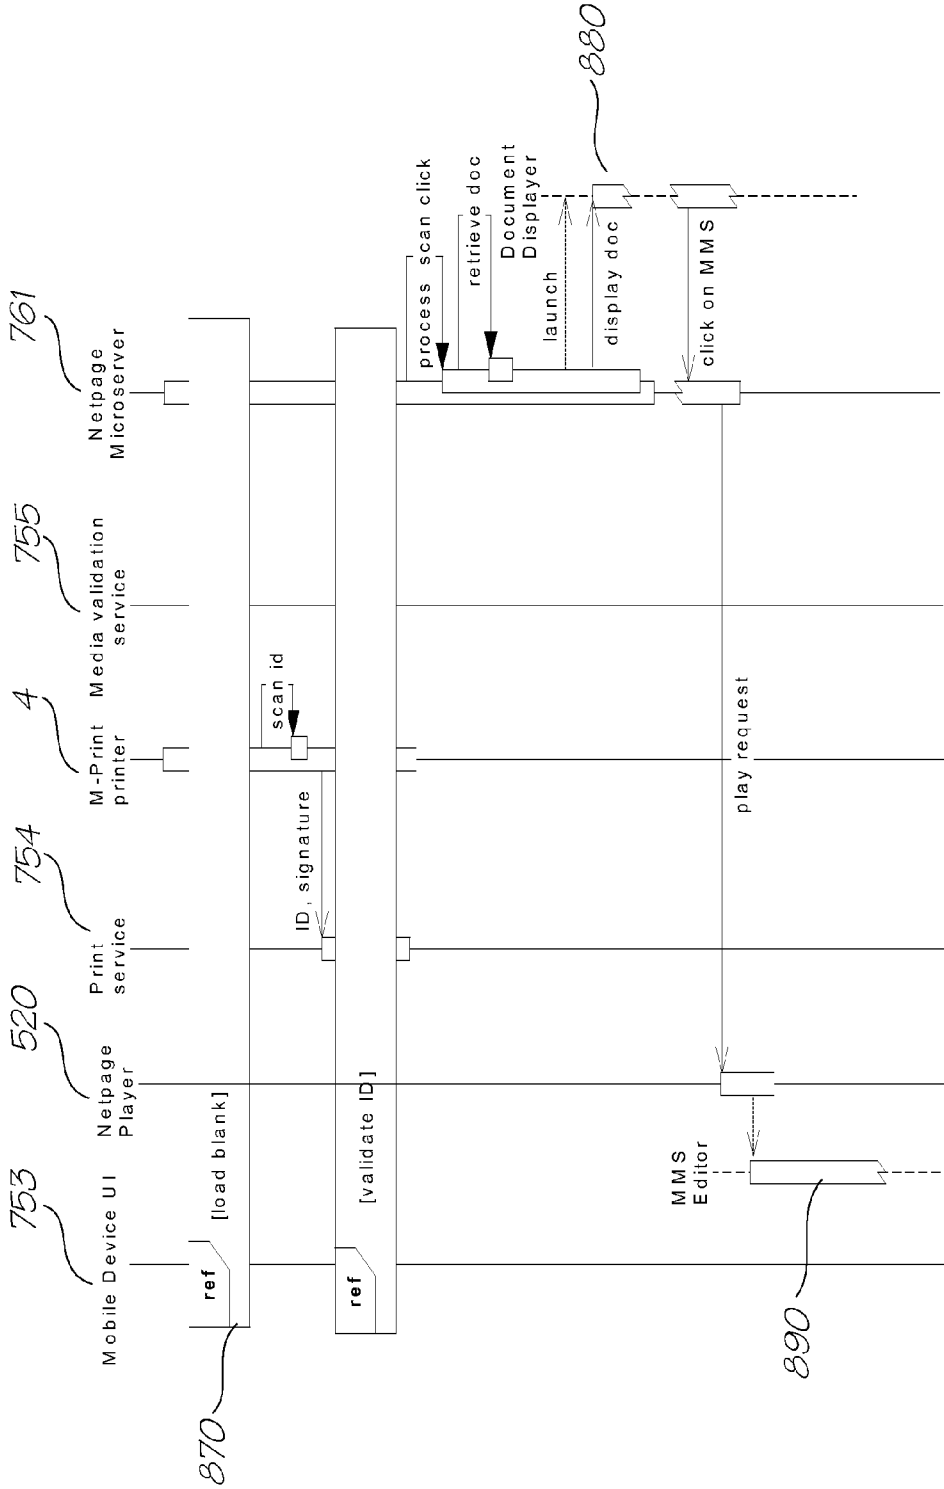 753
520
754
4
755
761
Mobile Device UI
Netpage
Player
Print
service
M-Print
printer
Media validation
service
Netpage
Microserver
870
ref
[load blank]
scan id
ID, signature
ref
[validate ID]
process scan click
retrieve doc
Document
Displayer
launch
display doc
880
click on MMS
play request
MMS
Editor
890